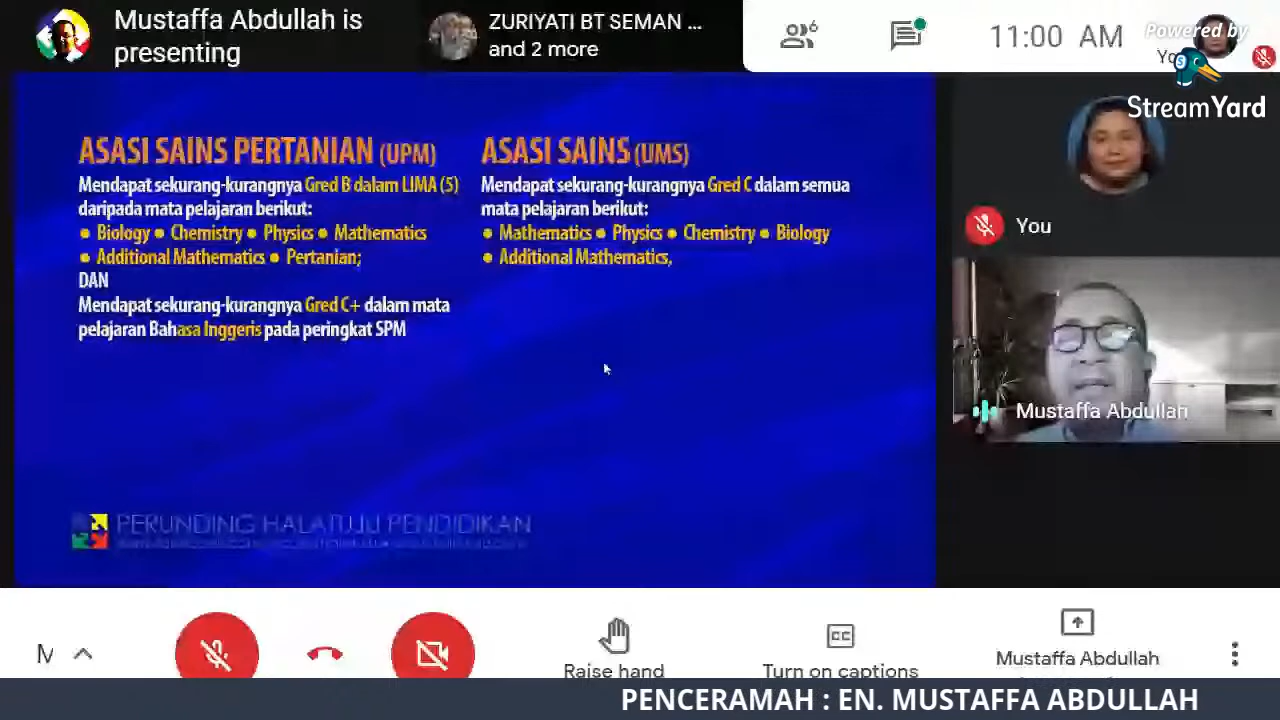 Mustaffa Abdullah is
presenting
ZURIYATI BT SEMAN ...
and 2 more
6
11:00 AM
You
Powered by
StreamYard
ASASI SAINS PERTANIAN (UPM)
Mendapat sekurang-kurangnya Gred B dalam LIMA (5)
daripada mata pelajaran berikut:
● Biology ● Chemistry ● Physics ● Mathematics
● Additional Mathematics ● Pertanian;
DAN
Mendapat sekurang-kurangnya Gred C+ dalam mata
pelajaran Bahasa Inggeris pada peringkat SPM
ASASI SAINS (UMS)
Mendapat sekurang-kurangnya Gred C dalam semua
mata pelajaran berikut:
● Mathematics ● Physics ● Chemistry ● Biology
● Additional Mathematics,
You
Mustaffa Abdullah
PERUNDING HALATUJU PENDIDIKAN
M
Raise hand
Turn on captions
Mustaffa Abdullah
PENCERAMAH : EN. MUSTAFFA ABDULLAH